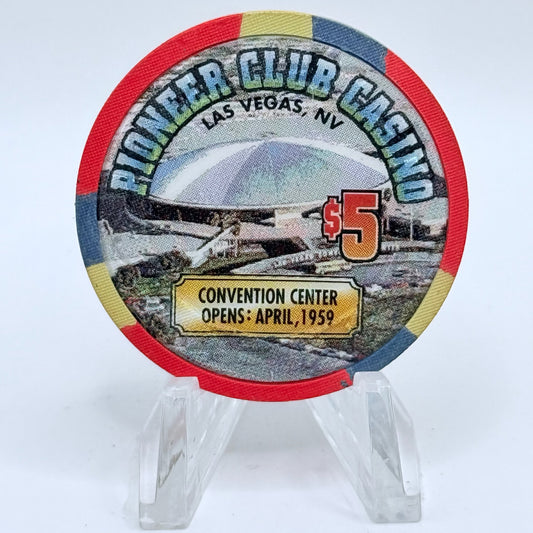 PIONEER CLUB CASINO
LAS VEGAS, NV
$5
CONVENTION CENTER
OPENS: APRIL, 1959